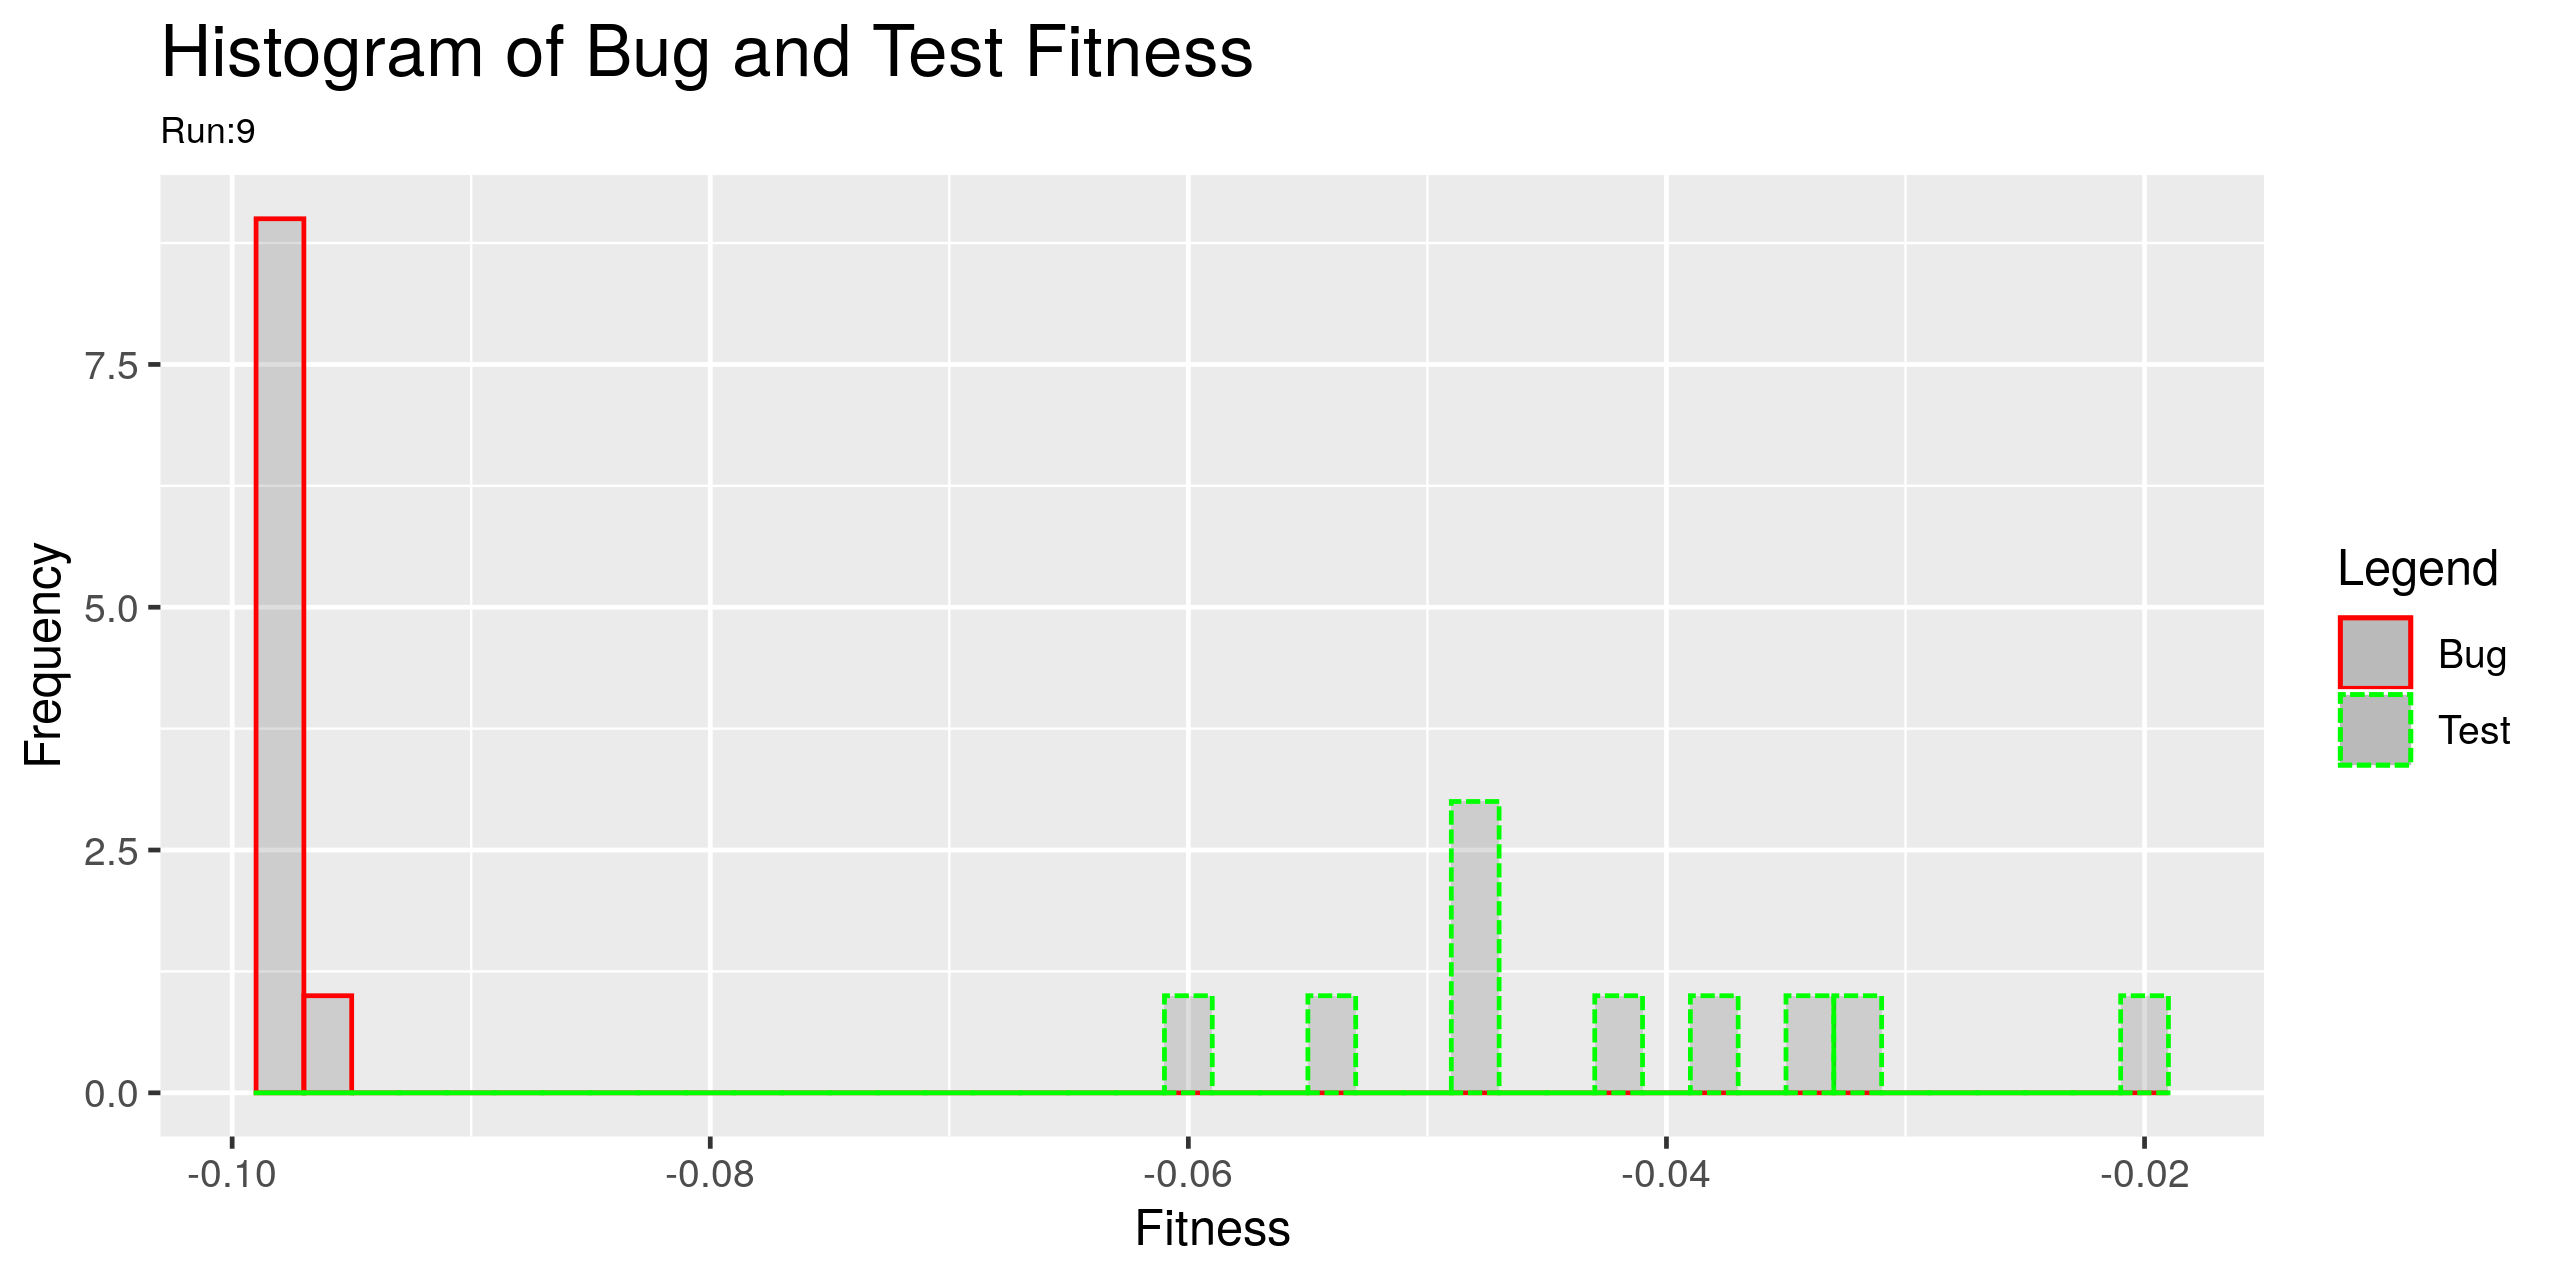 Histogram of Bug and Test Fitness
Run:9
Frequency
7.5
5.0
2.5
0.0
-0.10 -0.08 -0.06 -0.04 -0.02
Fitness
Legend
Bug
Test